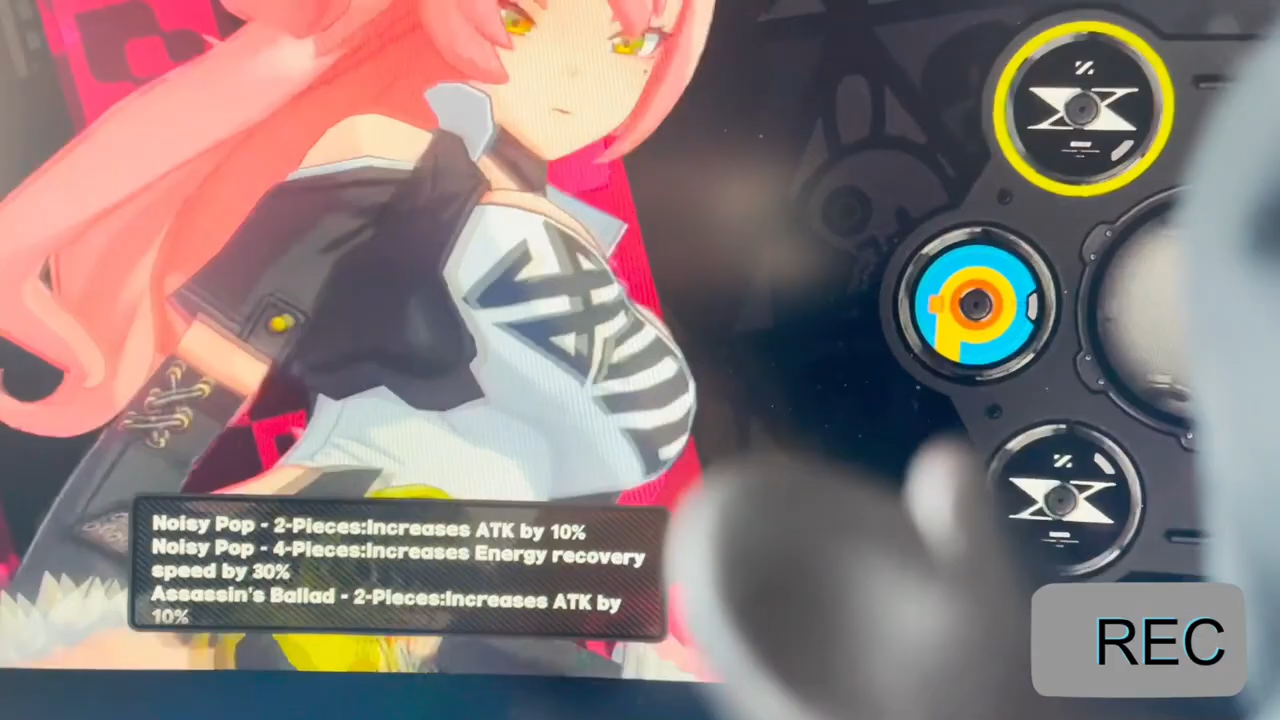 Noisy Pop - 2-Pieces:Increases ATK by 10%
Noisy Pop - 4-Pieces:Increases Energy recovery
speed by 30%
Assassin's Ballad - 2-Pieces:Increases ATK by
10%
REC